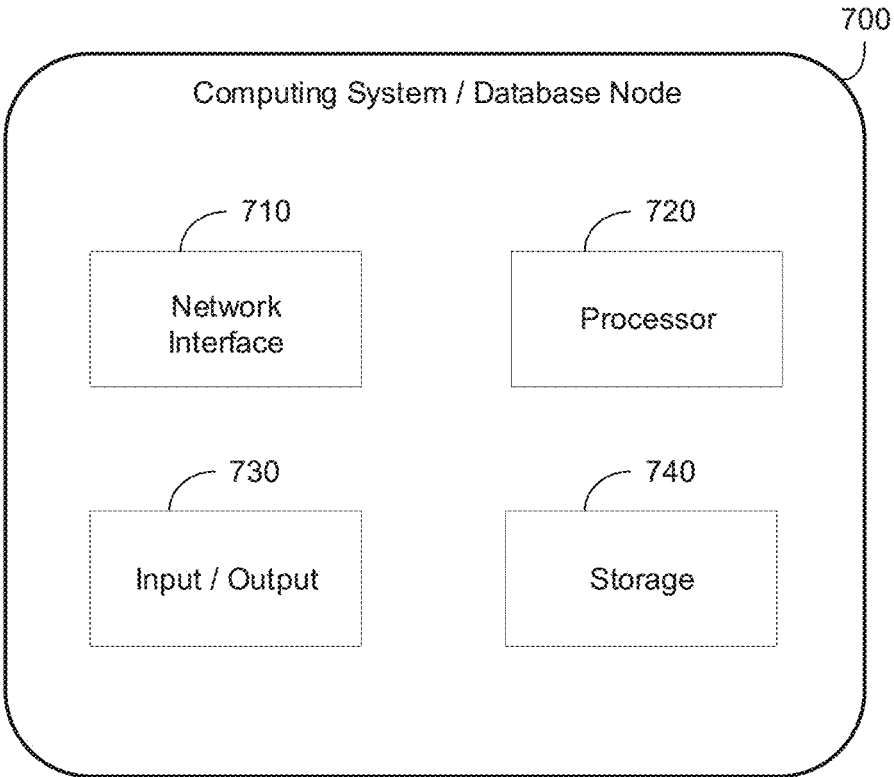 700
Computing System / Database Node
710
720
Network
Interface
Processor
730
740
Input / Output
Storage